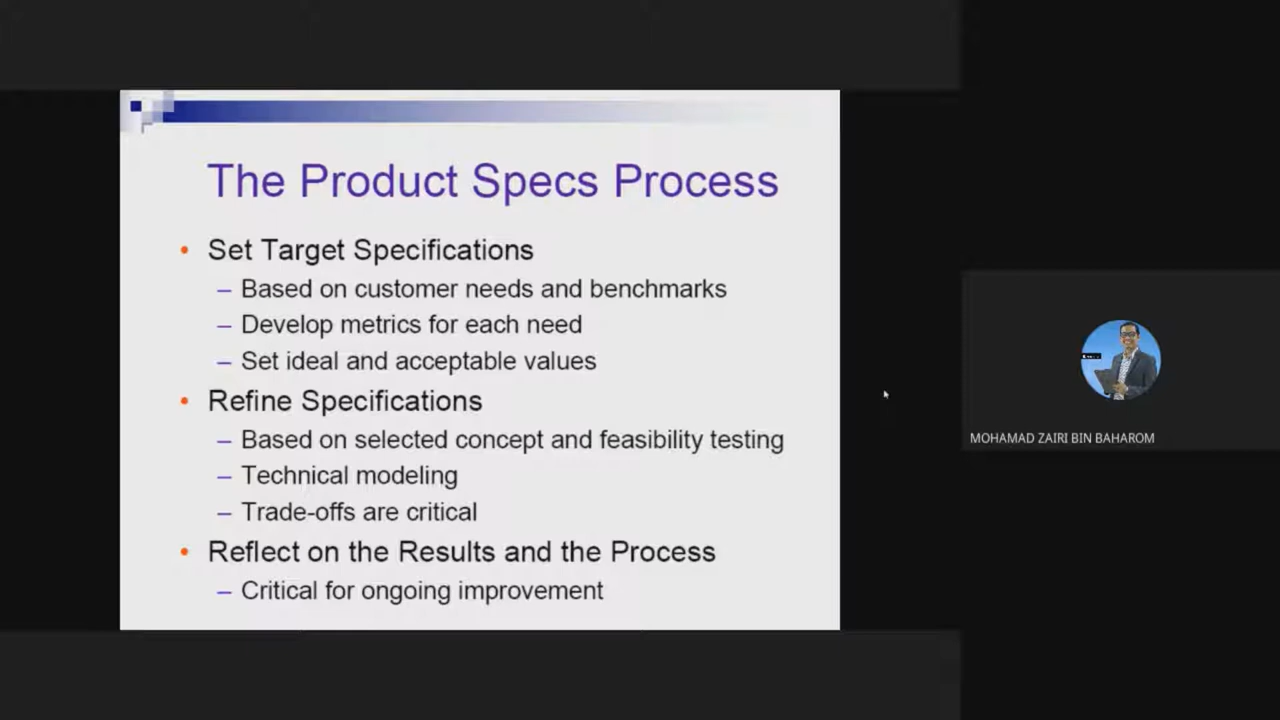 The Product Specs Process
• Set Target Specifications
– Based on customer needs and benchmarks
– Develop metrics for each need
– Set ideal and acceptable values
• Refine Specifications
– Based on selected concept and feasibility testing
– Technical modeling
– Trade-offs are critical
• Reflect on the Results and the Process
– Critical for ongoing improvement
MOHAMAD ZAIRI BIN BAHAROM